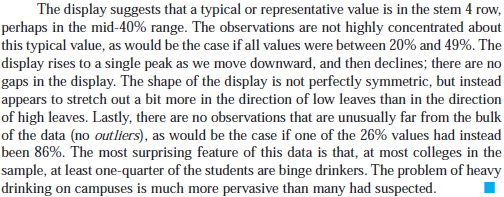 The display suggests that a typical or representative value is in the stem 4 row,
perhaps in the mid-40% range. The observations are not highly concentrated about
this typical value, as would be the case if all values were between 20% and 49%. The
display rises to a single peak as we move downward, and then declines; there are no
gaps in the display. The shape of the display is not perfectly symmetric, but instead
appears to stretch out a bit more in the direction of low leaves than in the direction
of high leaves. Lastly, there are no observations that are unusually far from the bulk
of the data (no outliers), as would be the case if one of the 26% values had instead
been 86%. The most surprising feature of this data is that, at most colleges in the
sample, at least one-quarter of the students are binge drinkers. The problem of heavy
drinking on campuses is much more pervasive than many had suspected.